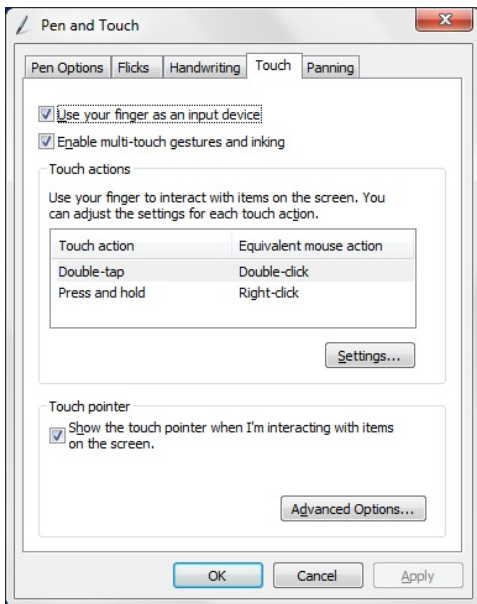 Pen and Touch
Pen Options Flicks Handwriting Touch Panning
Use your finger as an input device
Enable multi-touch gestures and inking
Touch actions
Use your finger to interact with items on the screen. You
can adjust the settings for each touch action.
Touch action Equivalent mouse action
Double-tap Double-click
Press and hold Right-click
Settings...
Touch pointer
Show the touch pointer when I'm interacting with items
on the screen.
Advanced Options...
OK Cancel Apply